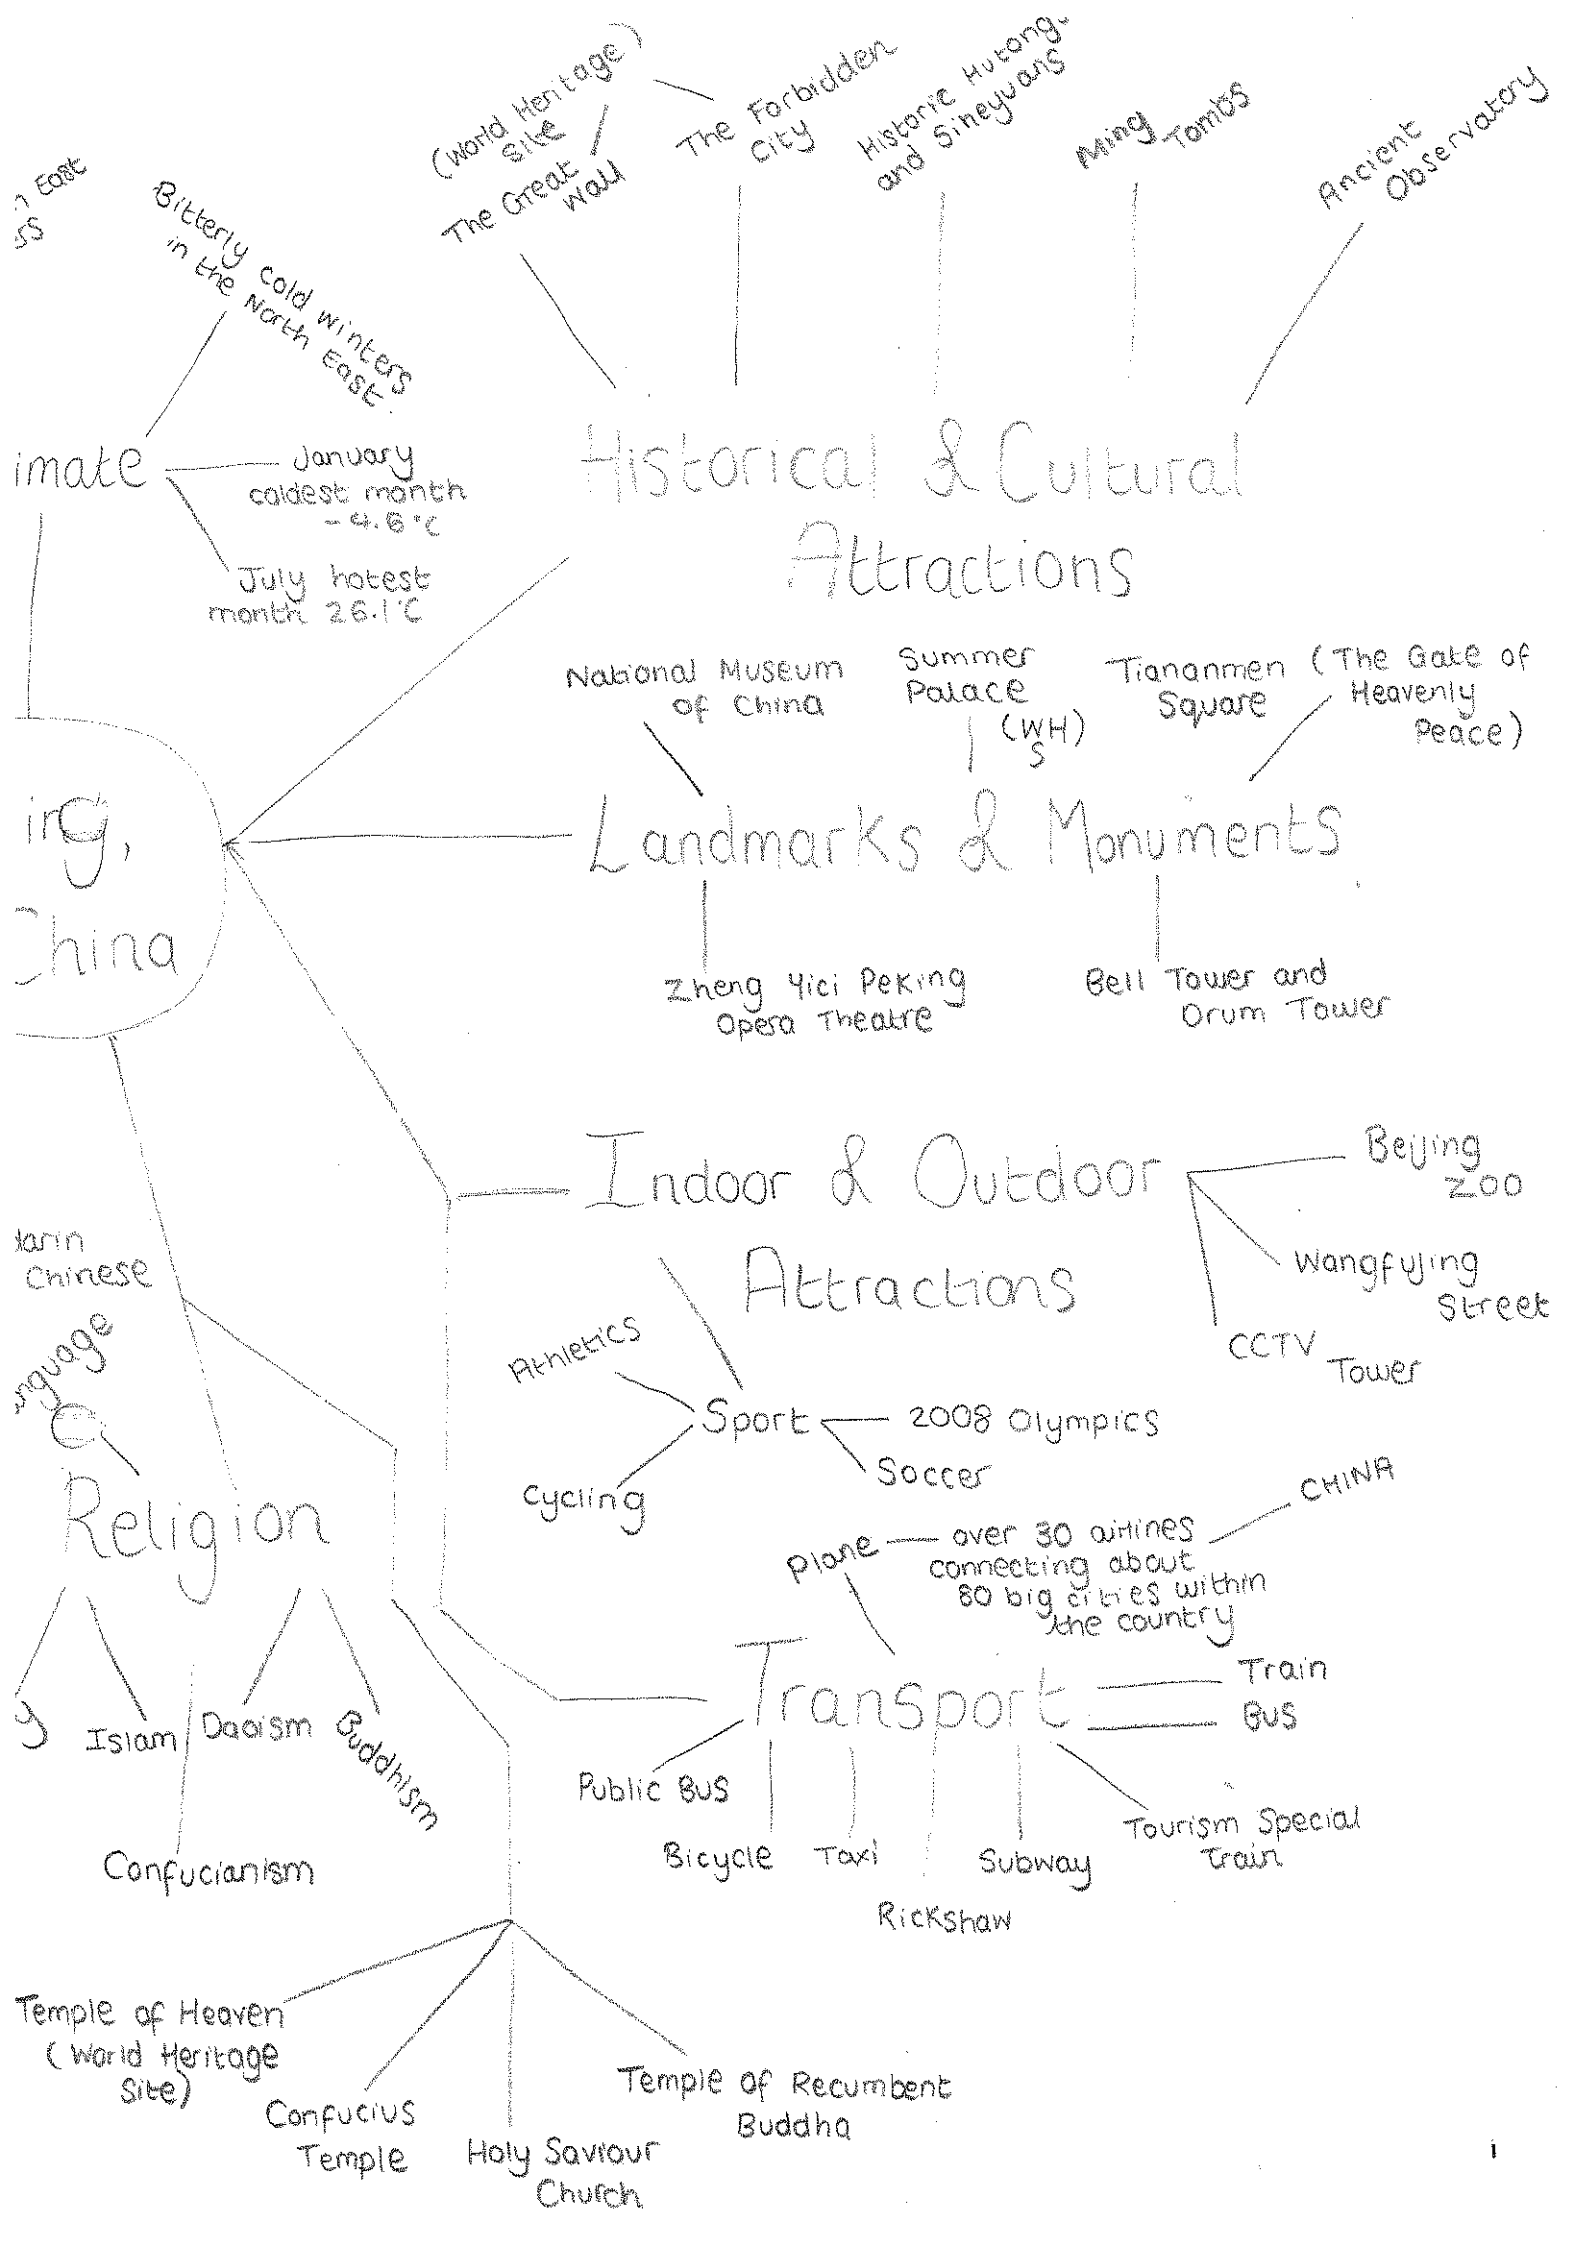 (World Heritage)
Site
The Great
Wall
The Forbidden
City
Historic Hutong
and Sineyuans
Ming
Tombs
Ancient
Observatory
East
Bitterly cold winters
in the North East.
imate
January
coldest month
-4.6°C
July hotest
month 26.1°C
Historical & Cultural
Attractions
National Museum
of China
Summer
Palace
(WH)
S
Tiananmen
Square
(The Gate of
Heavenly
Peace)
ing,
China
Landmarks & Monuments
Zheng Yici Peking
Opera Theatre
Bell Tower and
Drum Tower
Indoor & Outdoor
Attractions
Beijing
Zoo
Wangfujing
Street
CCTV
Tower
Athletics
Sport
2008 Olympics
Soccer
Cycling
darin
Chinese
nguage
Religion
y
Islam
Daoism
Buddhism
Confucianism
Plane
over 30 airlines
connecting about
80 big cities within
the country
CHINA
Transport
Train
Bus
Public Bus
Bicycle
Taxi
Rickshaw
Subway
Tourism Special
Train
Temple of Heaven
(World Heritage
Site)
Confucius
Temple
Holy Saviour
Church
Temple of Recumbent
Buddha
i